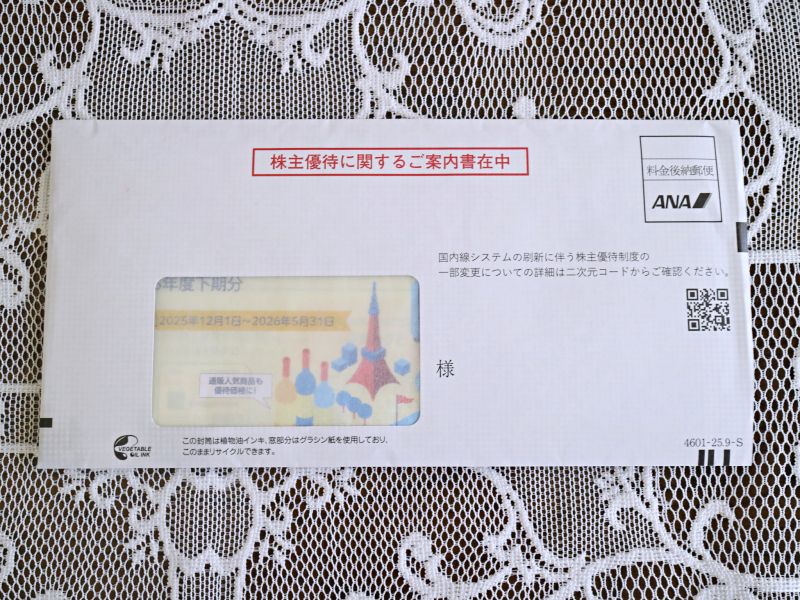 株主優待に関するご案内書在中
料金後納郵便
ANA
国内線システムの刷新に伴う株主優待制度の
一部変更についての詳細は二次元コードからご確認ください。
年度下期分
2025年12月1日～2026年5月31日
通販人気商品も
優待価格に!
様
VEGETABLE
OIL INK
この封筒は植物油インキ、窓部分はグラシン紙を使用しており、
このままリサイクルできます。
4601-25.9-S